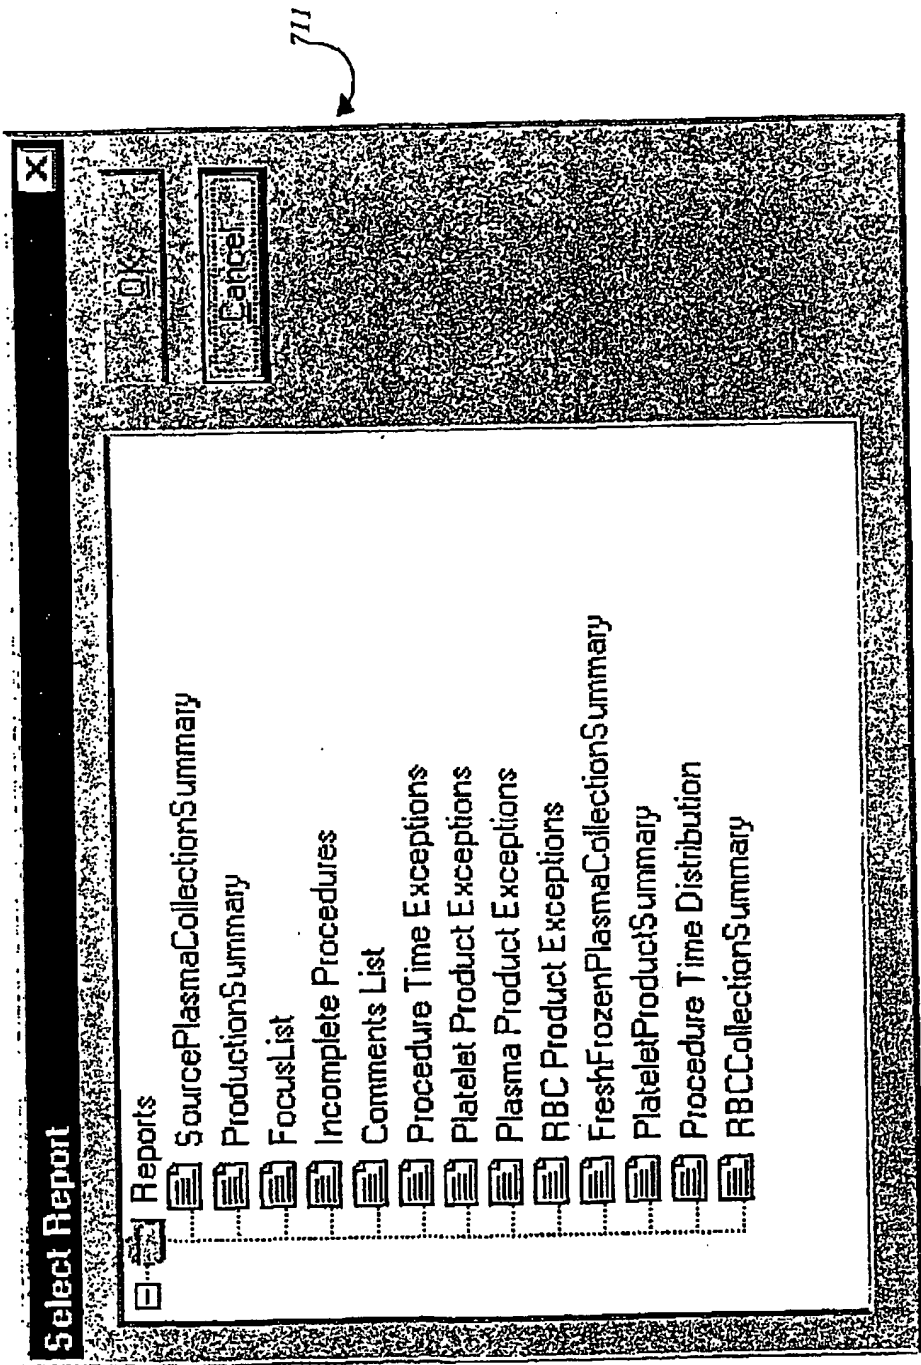 Select Report
Reports
SourcePlasmaCollectionSummary
ProductionSummary
FocusList
Incomplete Procedures
Comments List
Procedure Time Exceptions
Platelet Product Exceptions
Plasma Product Exceptions
RBC Product Exceptions
FreshFrozenPlasmaCollectionSummary
PlateletProductSummary
Procedure Time Distribution
RBCCollectionSummary
OK
Cancel
711